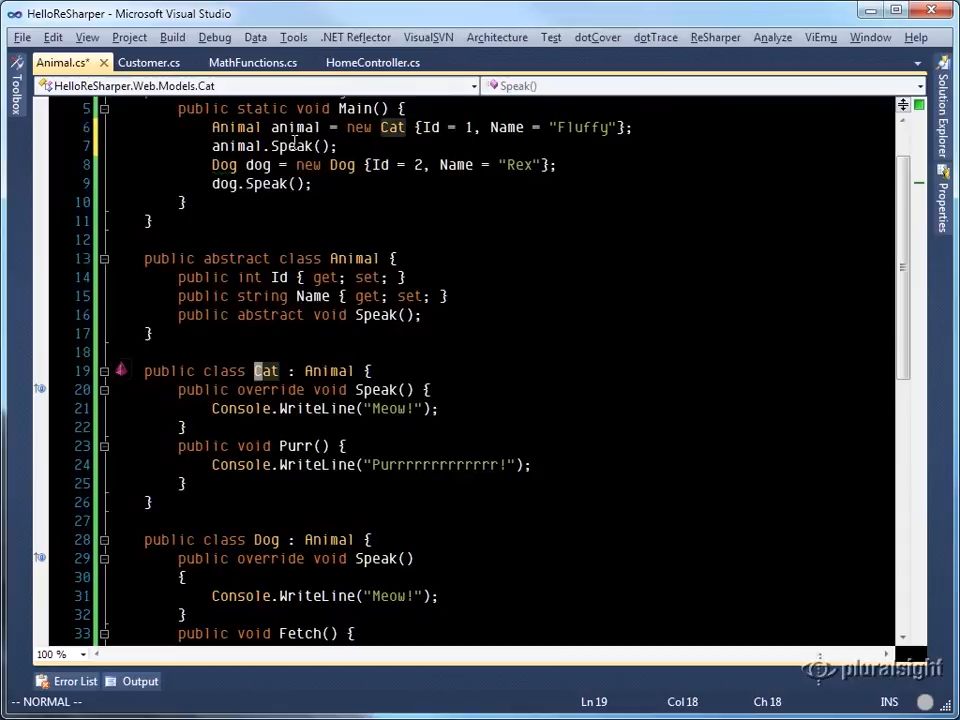 HelloReSharper - Microsoft Visual Studio
File Edit View Project Build Debug Data Tools .NET Reflector VisualSVN Architecture Test dotCover dotTrace ReSharper Analyze ViEmu Window Help
Animal.cs* Customer.cs MathFunctions.cs HomeController.cs
HelloReSharper.Web.Models.Cat Speak()
Toolbox
Solution Explorer
Properties
5 public static void Main() {
6 Animal animal = new Cat {Id = 1, Name = "Fluffy"};
7 animal.Speak();
8 Dog dog = new Dog {Id = 2, Name = "Rex"};
9 dog.Speak();
10 }
11 }
12
13 public abstract class Animal {
14 public int Id { get; set; }
15 public string Name { get; set; }
16 public abstract void Speak();
17 }
18
19 public class Cat : Animal {
20 public override void Speak() {
21 Console.WriteLine("Meow!");
22 }
23 public void Purr() {
24 Console.WriteLine("Purrrrrrrrrrrrr!");
25 }
26 }
27
28 public class Dog : Animal {
29 public override void Speak()
30 {
31 Console.WriteLine("Meow!");
32 }
33 public void Fetch() {
100 %
pluralsight
Error List Output
-- NORMAL -- Ln 19 Col 18 Ch 18 INS